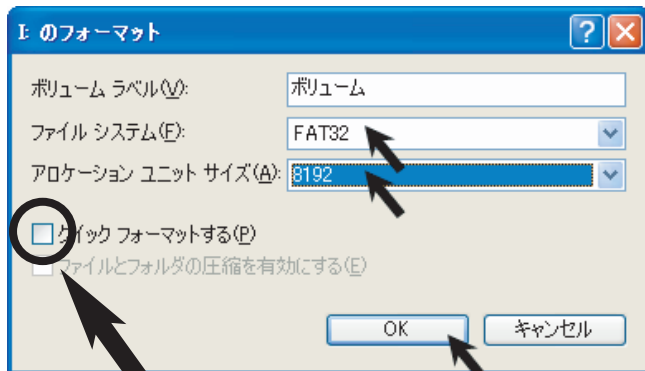 I: のフォーマット
ボリューム ラベル(V): ボリューム
ファイル システム(F): FAT32
アロケーション ユニット サイズ(A): 8192
クイック フォーマットする(P)
ファイルとフォルダの圧縮を有効にする(E)
OK キャンセル